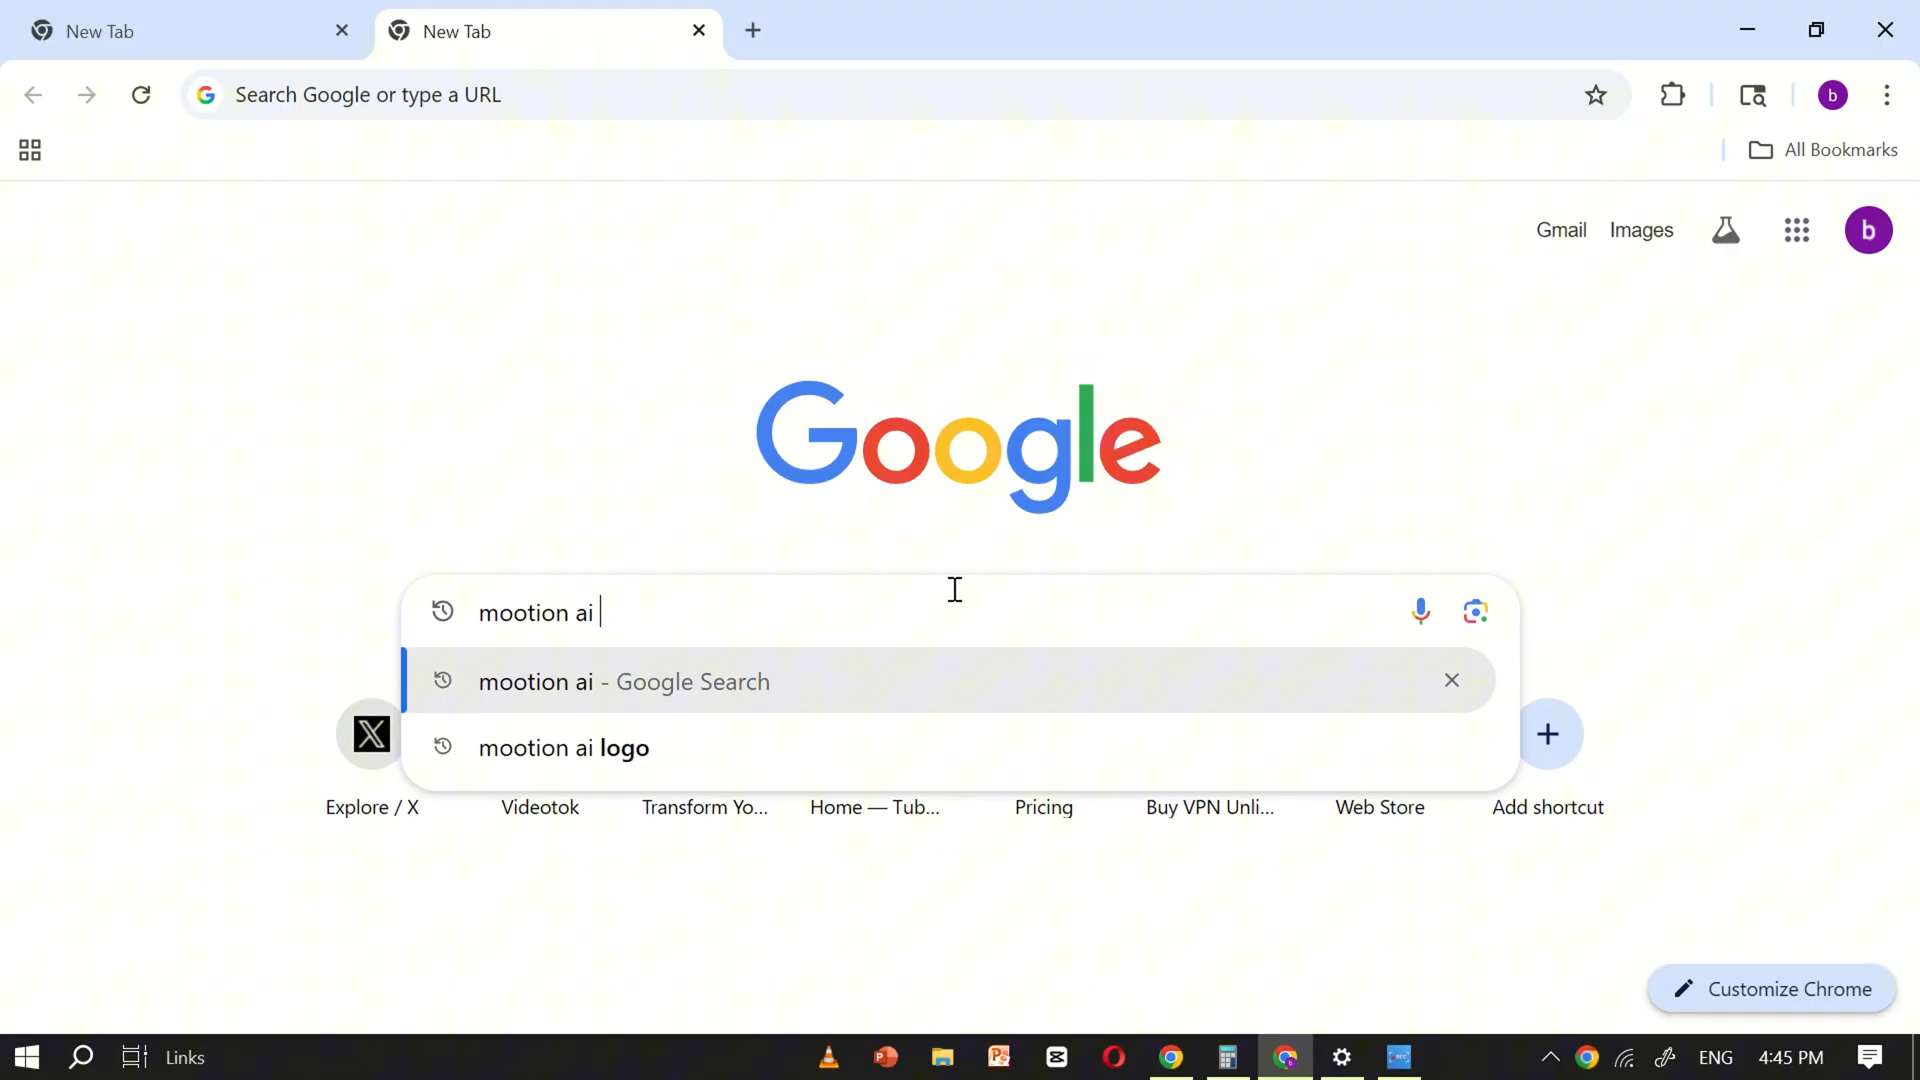 New Tab
New Tab
Search Google or type a URL
b
All Bookmarks
Gmail Images
b
Google
mootion ai
mootion ai - Google Search
mootion ai logo
Explore / X
Videotok
Transform Yo...
Home — Tub...
Pricing
Buy VPN Unli...
Web Store
Add shortcut
Customize Chrome
Links
ENG
4:45 PM